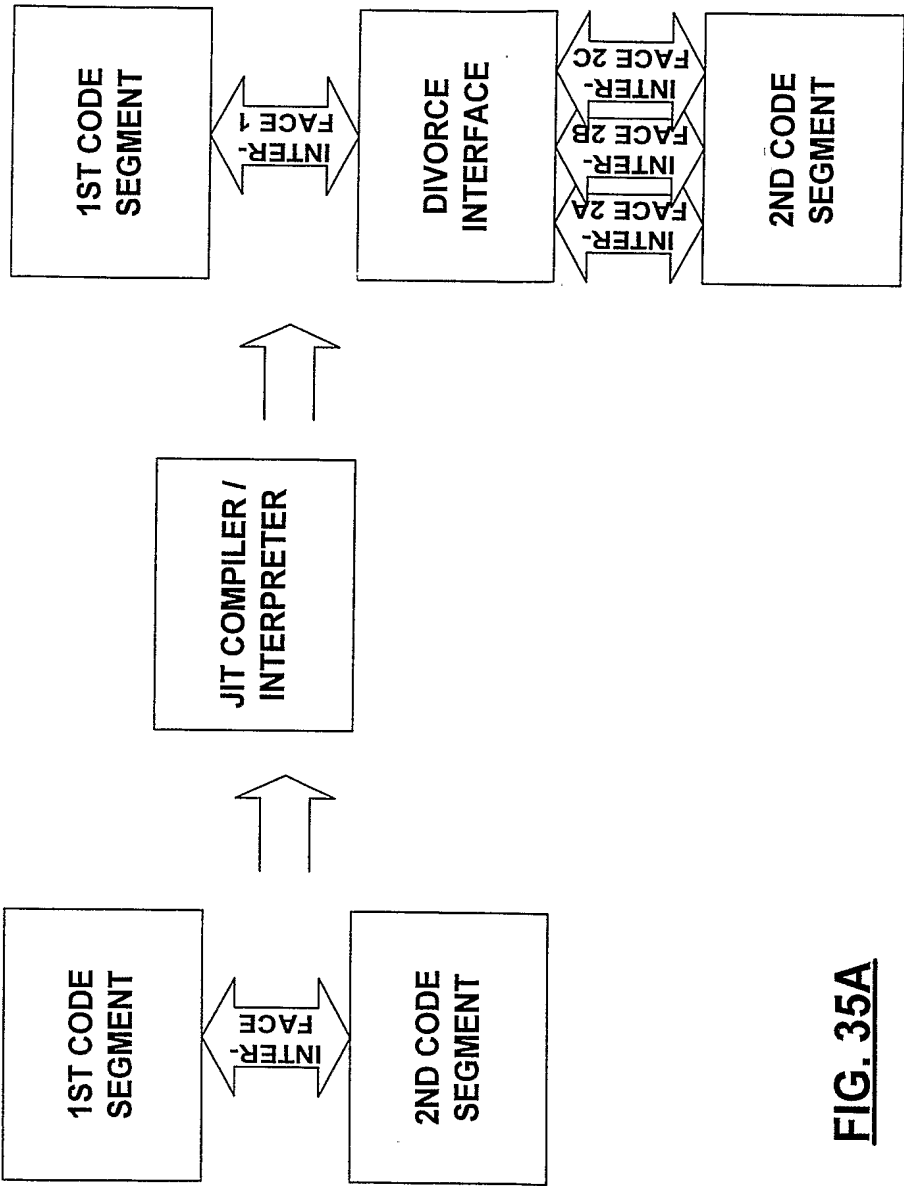 1ST CODE
SEGMENT
INTER-
FACE
2ND CODE
SEGMENT
JIT COMPILER /
INTERPRETER
1ST CODE
SEGMENT
INTER-
FACE 1
DIVORCE
INTERFACE
INTER-
FACE 2A
INTER-
FACE 2B
INTER-
FACE 2C
2ND CODE
SEGMENT
FIG. 35A